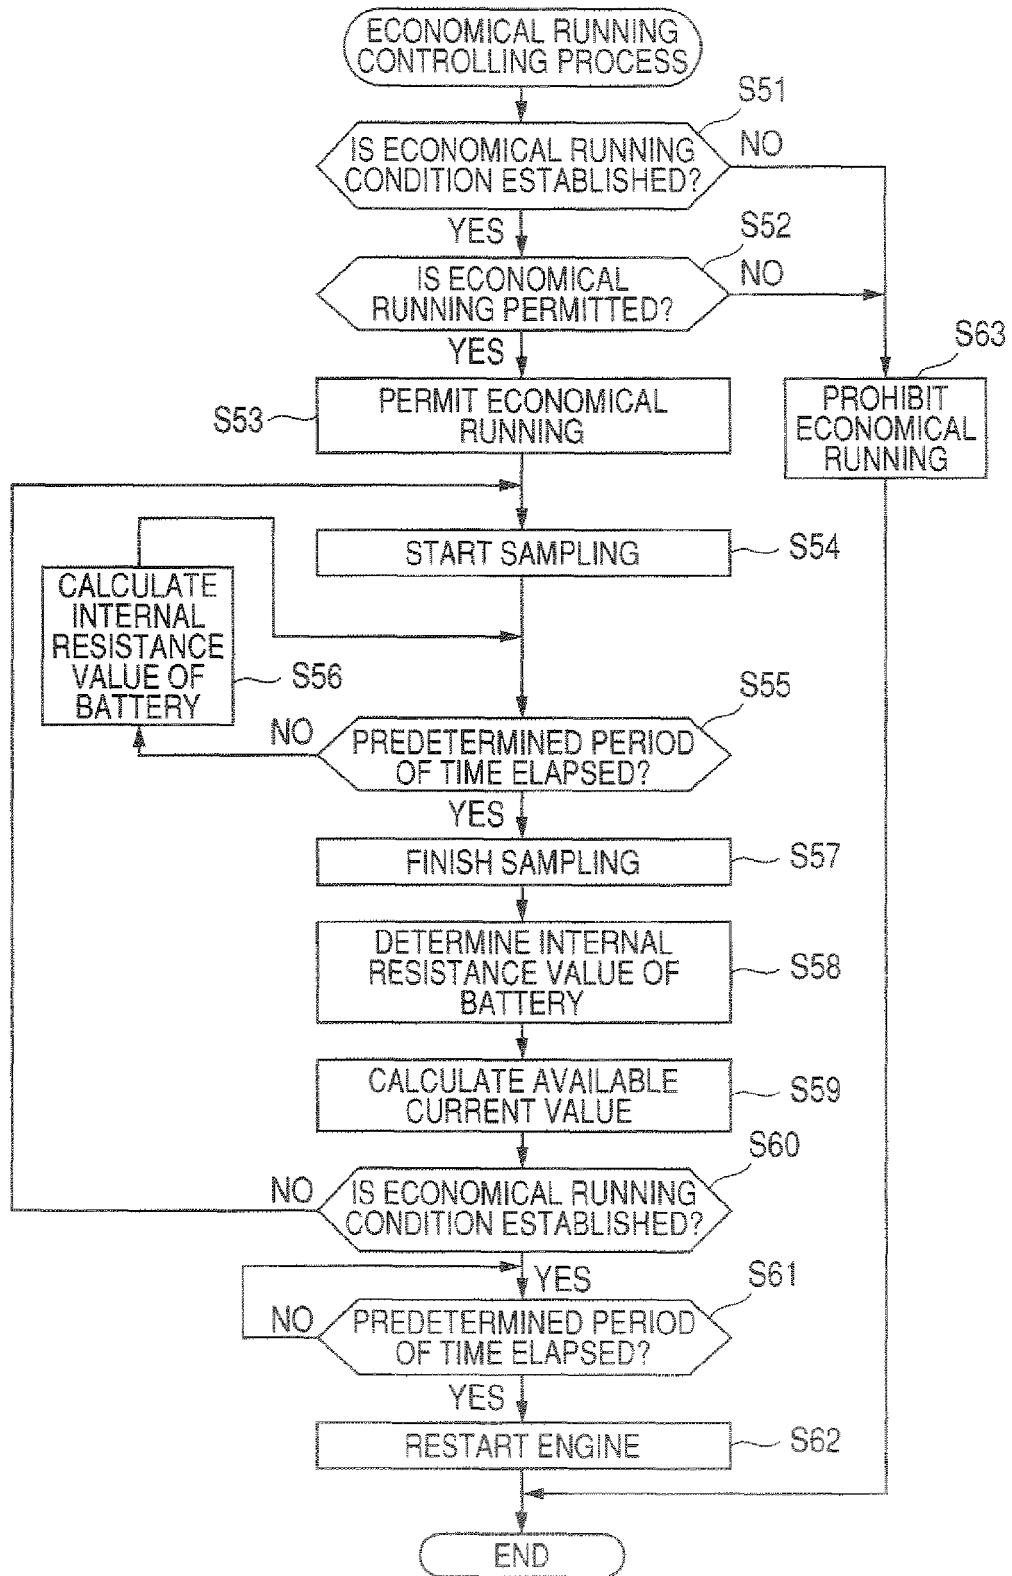 ECONOMICAL RUNNING
CONTROLLING PROCESS
S51
IS ECONOMICAL RUNNING
CONDITION ESTABLISHED?
NO
YES
S52
IS ECONOMICAL
RUNNING PERMITTED?
NO
YES
S63
S53
PERMIT ECONOMICAL
RUNNING
PROHIBIT
ECONOMICAL
RUNNING
START SAMPLING
S54
CALCULATE
INTERNAL
RESISTANCE
VALUE OF
BATTERY
S56
S55
NO
PREDETERMINED PERIOD
OF TIME ELAPSED?
YES
FINISH SAMPLING
S57
DETERMINE INTERNAL
RESISTANCE VALUE OF
BATTERY
S58
CALCULATE AVAILABLE
CURRENT VALUE
S59
S60
NO
IS ECONOMICAL RUNNING
CONDITION ESTABLISHED?
YES
S61
NO
PREDETERMINED PERIOD
OF TIME ELAPSED?
YES
RESTART ENGINE
S62
END